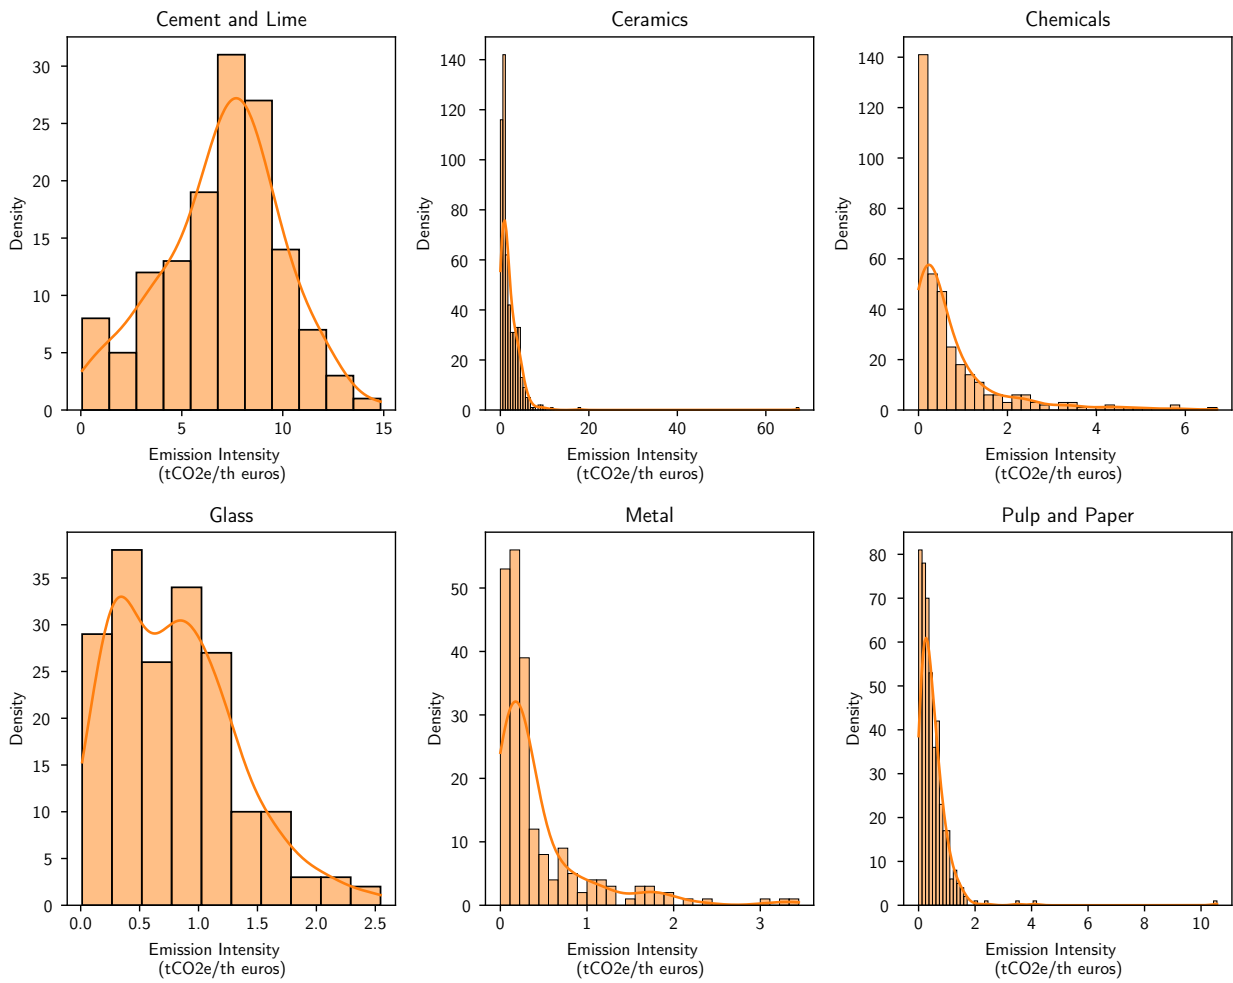 Cement and Lime
30
25
20
15
10
5
0
Density
0 5 10 15
Emission Intensity
(tCO2e/th euros)
Ceramics
140
120
100
80
60
40
20
0
Density
0 20 40 60
Emission Intensity
(tCO2e/th euros)
Chemicals
140
120
100
80
60
40
20
0
Density
0 2 4 6
Emission Intensity
(tCO2e/th euros)
Glass
35
30
25
20
15
10
5
0
Density
0.0 0.5 1.0 1.5 2.0 2.5
Emission Intensity
(tCO2e/th euros)
Metal
50
40
30
20
10
0
Density
0 1 2 3
Emission Intensity
(tCO2e/th euros)
Pulp and Paper
80
70
60
50
40
30
20
10
0
Density
0 2 4 6 8 10
Emission Intensity
(tCO2e/th euros)